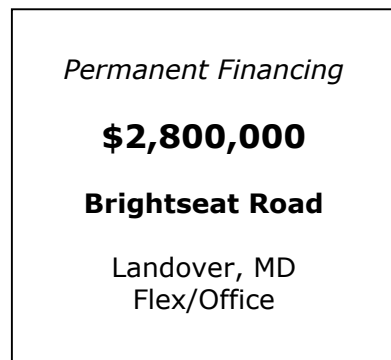 Permanent Financing
$2,800,000
Brightseat Road
Landover, MD
Flex/Office